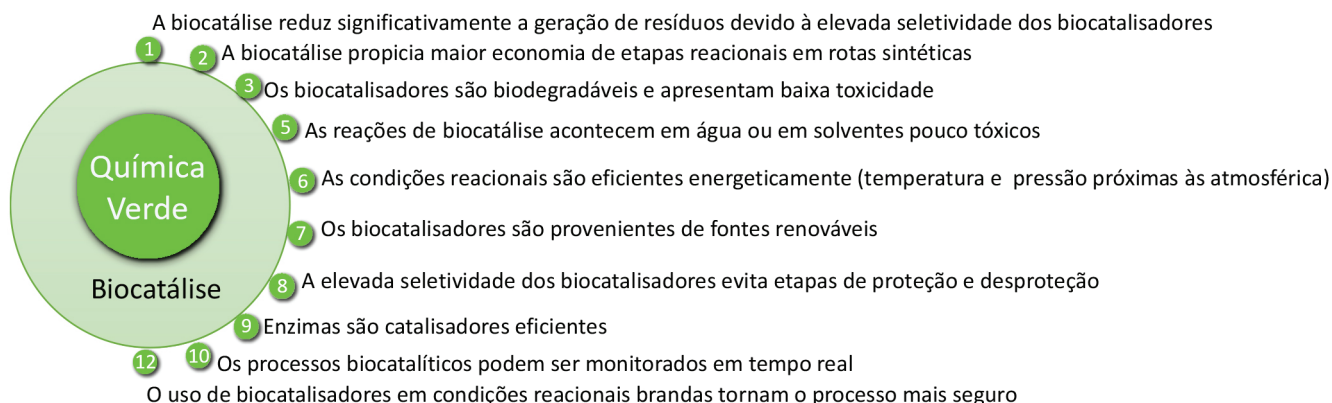 A biocatálise reduz significativamente a geração de resíduos devido à elevada seletividade dos biocatalisadores
1
2 A biocatálise propicia maior economia de etapas reacionais em rotas sintéticas
3 Os biocatalisadores são biodegradáveis e apresentam baixa toxicidade
5 As reações de biocatálise acontecem em água ou em solventes pouco tóxicos
Química
Verde
6 As condições reacionais são eficientes energeticamente (temperatura e pressão próximas às atmosférica)
7 Os biocatalisadores são provenientes de fontes renováveis
Biocatálise
8 A elevada seletividade dos biocatalisadores evita etapas de proteção e desproteção
9 Enzimas são catalisadores eficientes
10 Os processos biocatalíticos podem ser monitorados em tempo real
12
O uso de biocatalisadores em condições reacionais brandas tornam o processo mais seguro